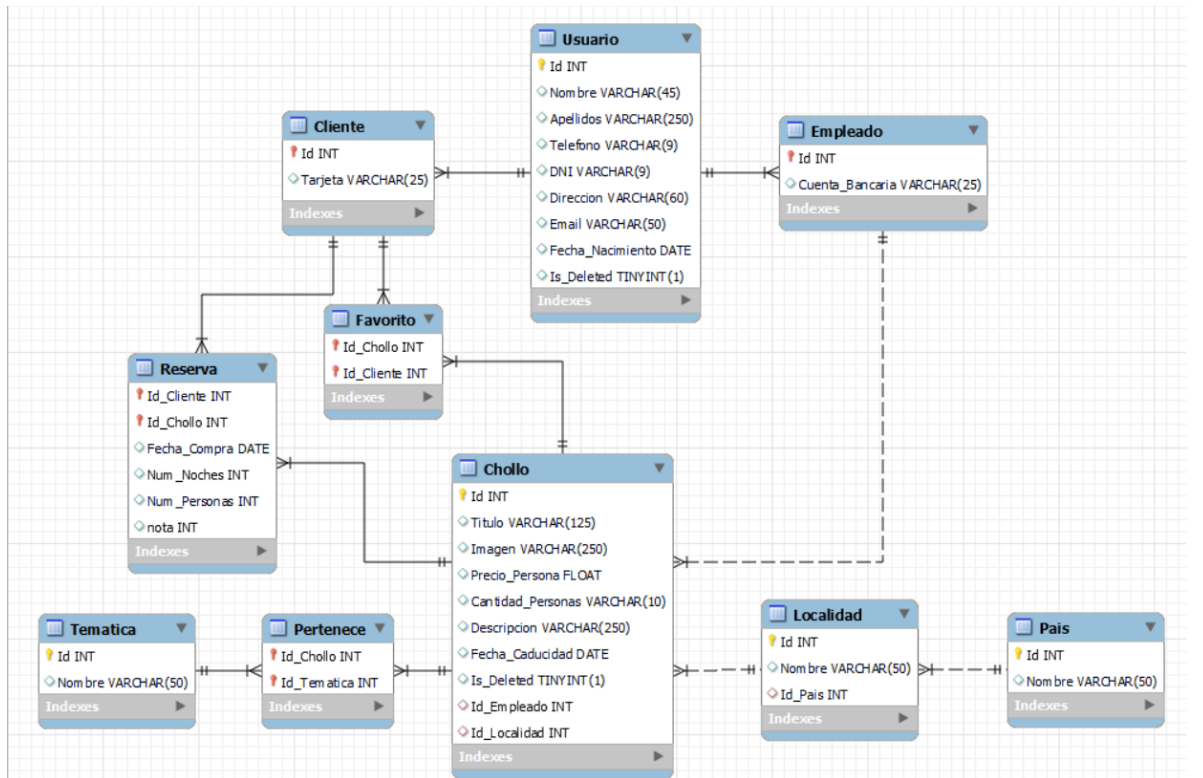 Usuario
Id INT
Nombre VARCHAR(45)
Apellidos VARCHAR(250)
Telefono VARCHAR(9)
DNI VARCHAR(9)
Direccion VARCHAR(60)
Email VARCHAR(50)
Fecha_Nacimiento DATE
Is_Deleted TINYINT(1)
Indexes
Cliente
Id INT
Tarjeta VARCHAR(25)
Indexes
Empleado
Id INT
Cuenta_Bancaria VARCHAR(25)
Indexes
Favorito
Id_Chollo INT
Id_Cliente INT
Indexes
Reserva
Id_Cliente INT
Id_Chollo INT
Fecha_Compra DATE
Num_Noches INT
Num_Personas INT
nota INT
Indexes
Chollo
Id INT
Titulo VARCHAR(125)
Imagen VARCHAR(250)
Precio_Persona FLOAT
Cantidad_Personas VARCHAR(10)
Descripcion VARCHAR(250)
Fecha_Caducidad DATE
Is_Deleted TINYINT(1)
Id_Empleado INT
Id_Localidad INT
Indexes
Tematica
Id INT
Nombre VARCHAR(50)
Indexes
Pertenece
Id_Chollo INT
Id_Tematica INT
Indexes
Localidad
Id INT
Nombre VARCHAR(50)
Id_Pais INT
Indexes
Pais
Id INT
Nombre VARCHAR(50)
Indexes